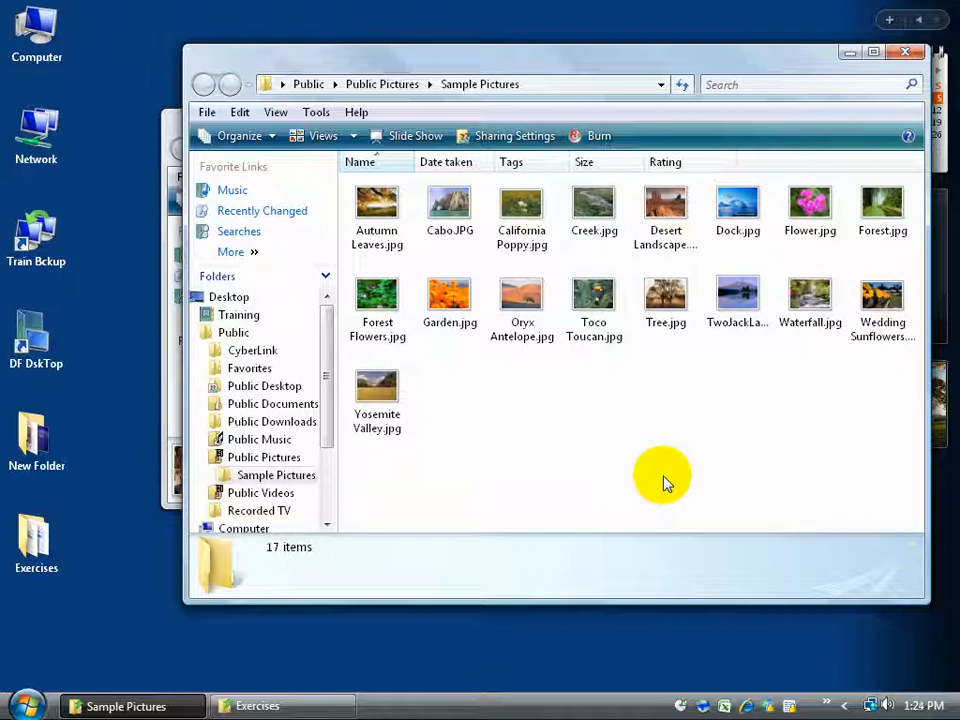 Computer
Network
Train Bckup
DF DskTop
New Folder
Exercises
Public
Public Pictures
Sample Pictures
Search
File Edit View Tools Help
Organize Views Slide Show Sharing Settings Burn
Favorite Links
Music
Recently Changed
Searches
More »
Folders
Desktop
Training
Public
CyberLink
Favorites
Public Desktop
Public Documents
Public Downloads
Public Music
Public Pictures
Sample Pictures
Public Videos
Recorded TV
Computer
Name Date taken Tags Size Rating
Autumn Leaves.jpg
Cabo.JPG
California Poppy.jpg
Creek.jpg
Desert Landscape....
Dock.jpg
Flower.jpg
Forest.jpg
Forest Flowers.jpg
Garden.jpg
Oryx Antelope.jpg
Toco Toucan.jpg
Tree.jpg
TwoJackLa...
Waterfall.jpg
Wedding Sunflowers....
Yosemite Valley.jpg
17 items
5
12
19
26
Sample Pictures
Exercises
1:24 PM